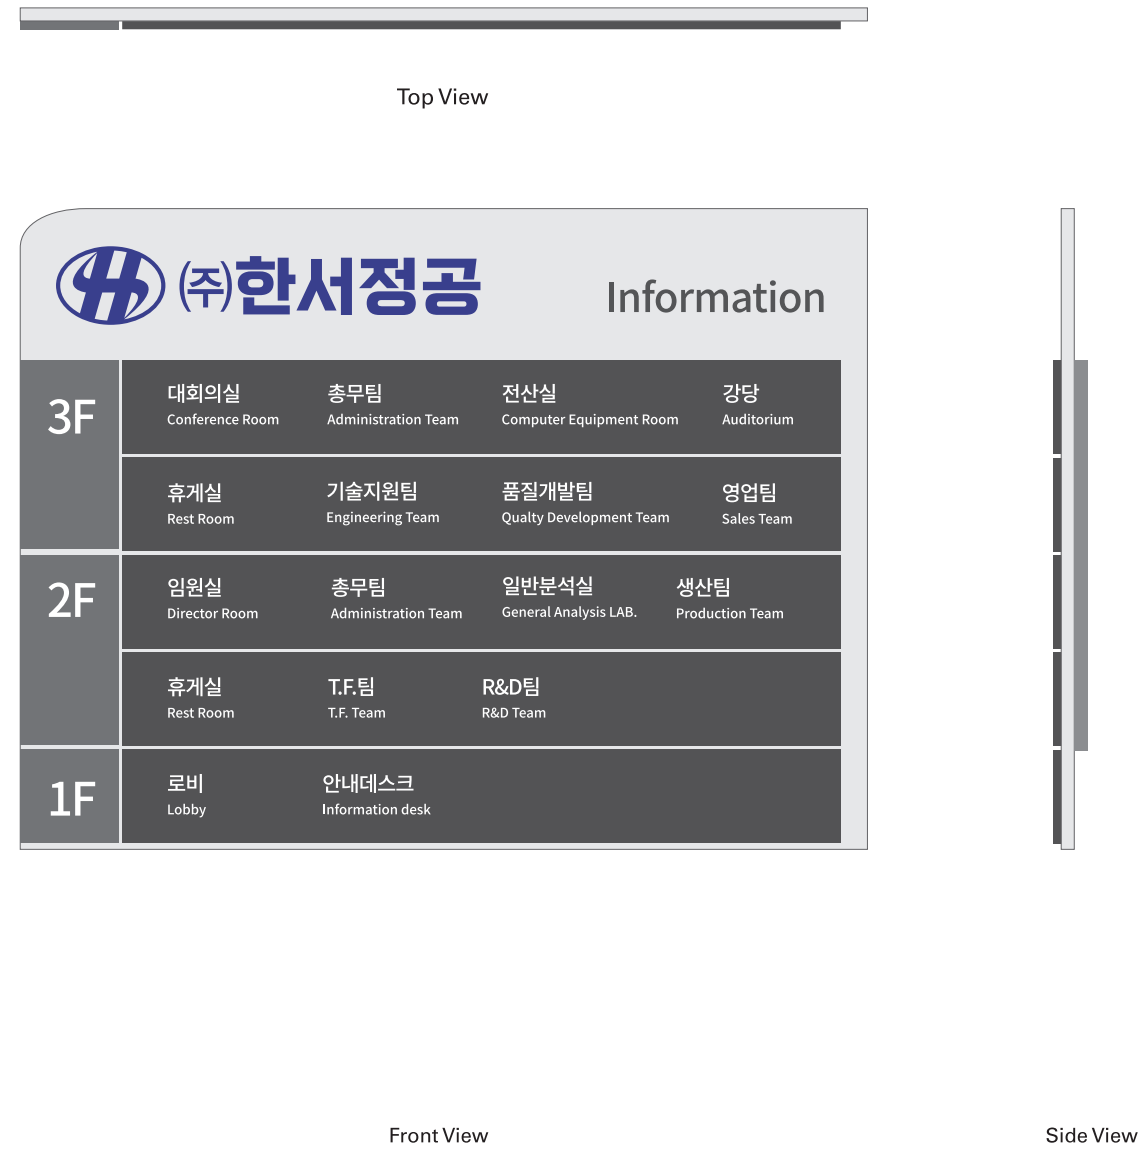 Top View
(주)한서정공
Information
3F
대회의실 총무팀 전산실 강당
Conference Room Administration Team Computer Equipment Room Auditorium
휴게실 기술지원팀 품질개발팀 영업팀
Rest Room Engineering Team Qualty Development Team Sales Team
2F
임원실 총무팀 일반분석실 생산팀
Director Room Administration Team General Analysis LAB. Production Team
휴게실 T.F.팀 R&D팀
Rest Room T.F. Team R&D Team
1F
로비 안내데스크
Lobby Information desk
Front View
Side View